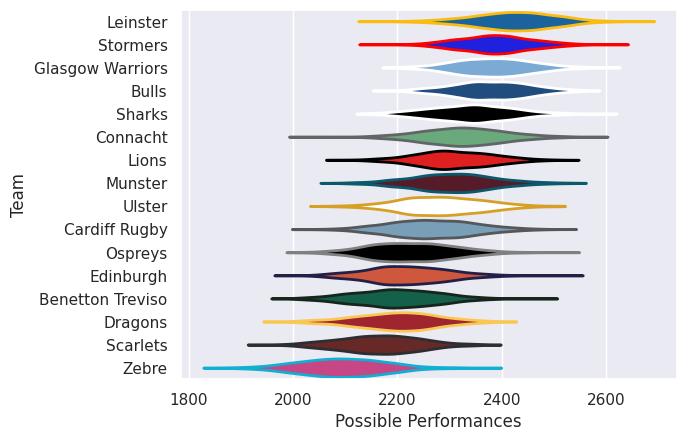 Leinster
Stormers
Glasgow Warriors
Bulls
Sharks
Connacht
Lions
Munster
Ulster
Cardiff Rugby
Ospreys
Edinburgh
Benetton Treviso
Dragons
Scarlets
Zebre
Team
1800 2000 2200 2400 2600
Possible Performances